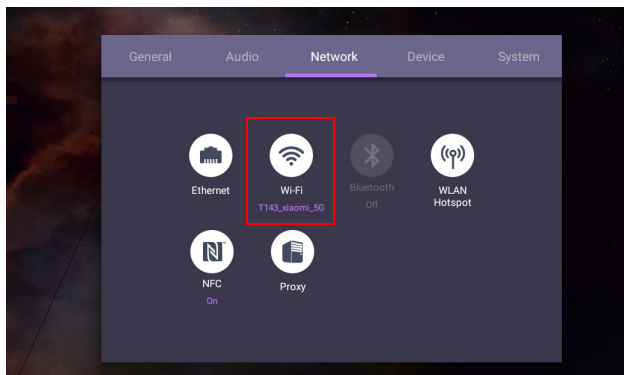 General Audio Network Device System
Ethernet Wi-Fi Bluetooth WLAN
T143_xiaomi_5G Off Hotspot
NFC Proxy
On